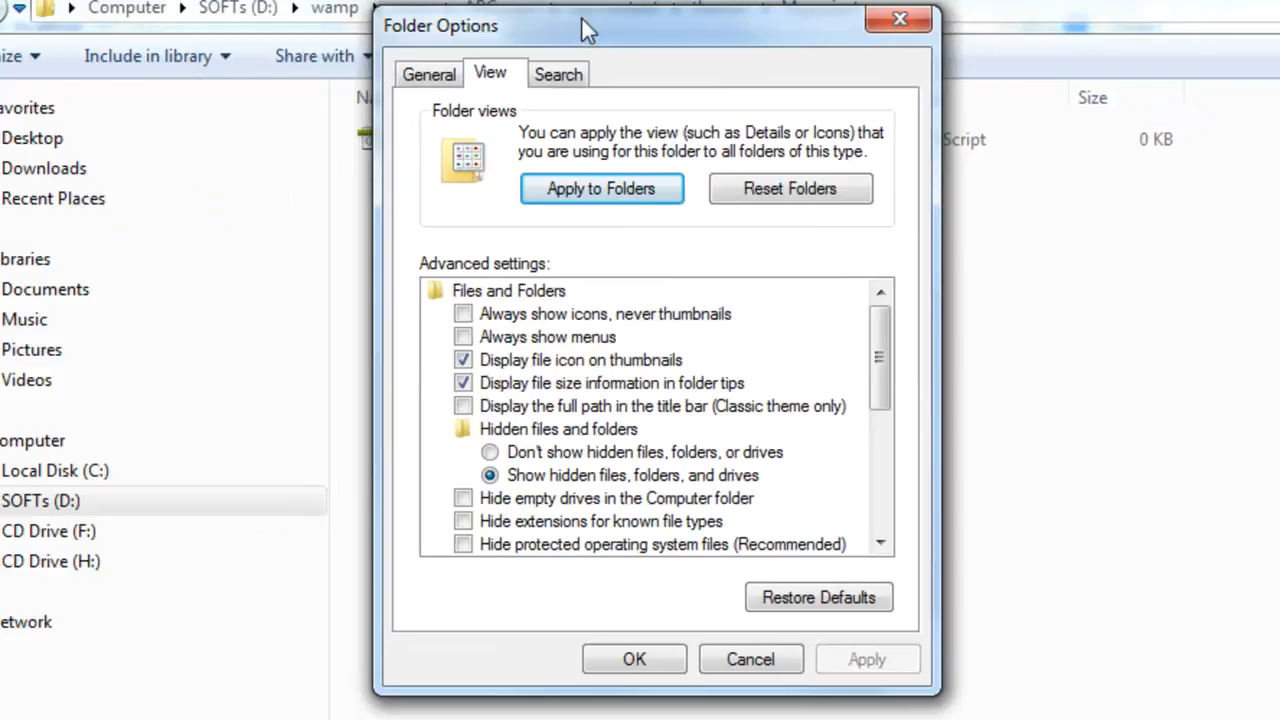 Computer
SOFTs (D:)
wamp
Folder Options
Include in library
Share with
General
View
Search
Size
Folder views
Desktop
You can apply the view (such as Details or Icons) that
you are using for this folder to all folders of this type.
Script
0 KB
Downloads
Apply to Folders
Reset Folders
Recent Places
Advanced settings:
Documents
Files and Folders
Music
Always show icons, never thumbnails
Always show menus
Pictures
Display file icon on thumbnails
Videos
Display file size information in folder tips
Display the full path in the title bar (Classic theme only)
Hidden files and folders
omputer
Don't show hidden files, folders, or drives
Local Disk (C:)
Show hidden files, folders, and drives
SOFTs (D:)
Hide empty drives in the Computer folder
CD Drive (F:)
Hide extensions for known file types
Hide protected operating system files (Recommended)
CD Drive (H:)
Restore Defaults
etwork
OK
Cancel
Apply